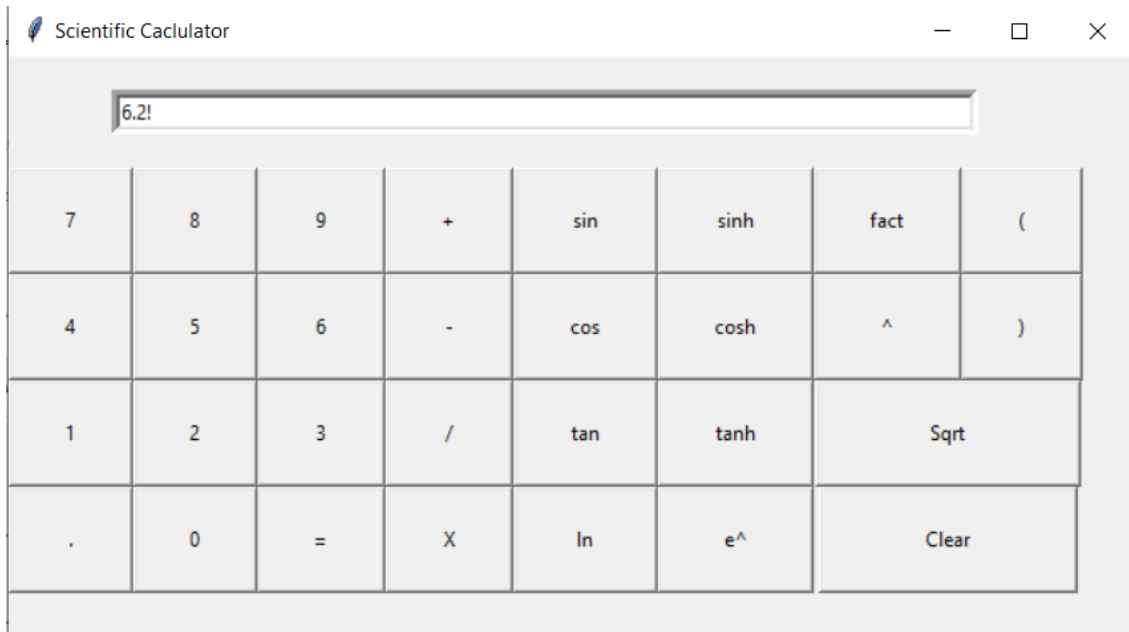 Scientific Caclulator
6.2!
7 8 9 + sin sinh fact (
4 5 6 - cos cosh ^ )
1 2 3 / tan tanh Sqrt
. 0 = X ln e^ Clear